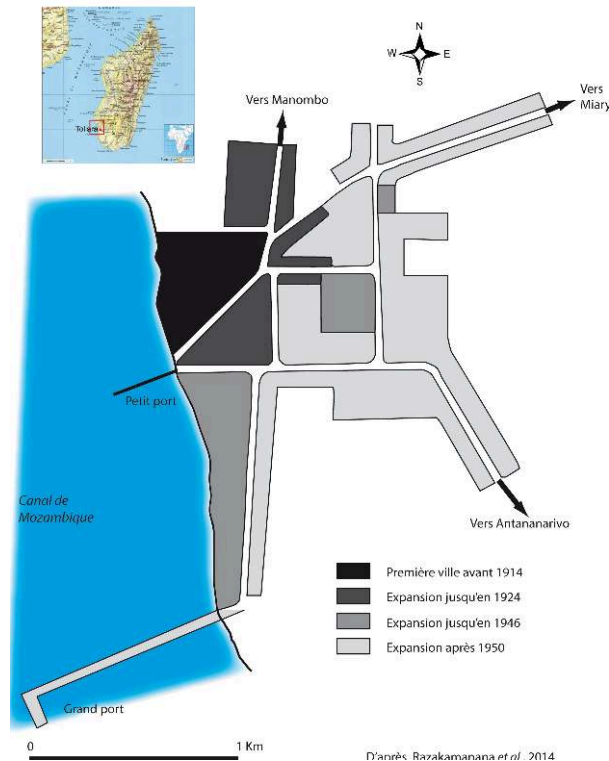 Toliara
N
W E
S
Vers Manombo
Vers
Miary
Petit port
Canal de
Mozambique
Vers Antananarivo
Première ville avant 1914
Expansion jusqu'en 1924
Expansion jusqu'en 1946
Expansion après 1950
Grand port
0 1 Km
D'après Razakamanana et al., 2014